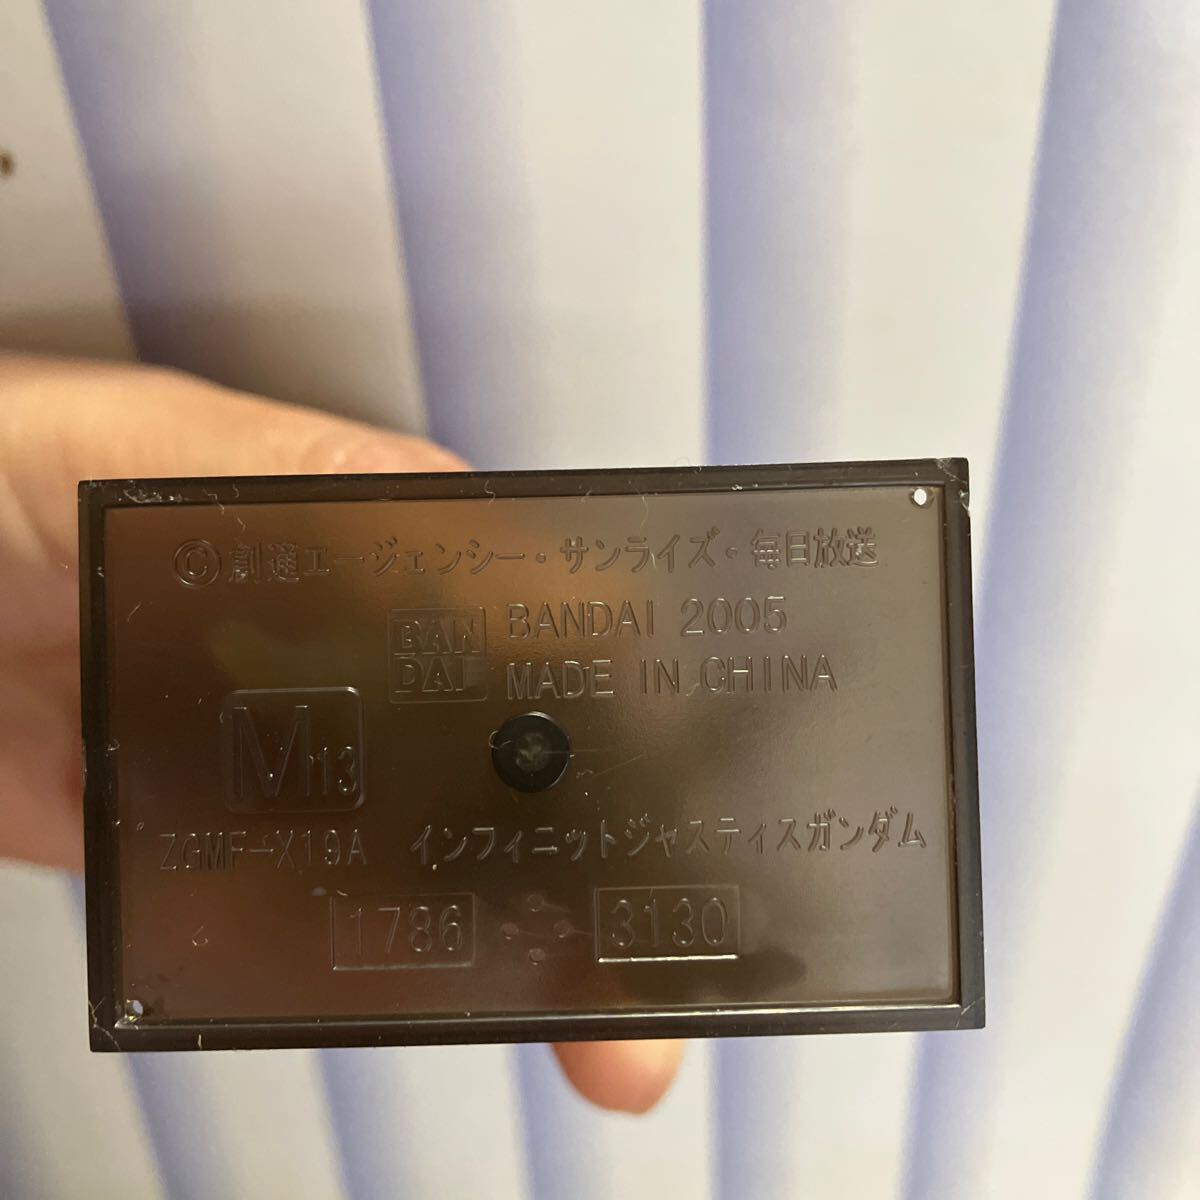 ©創通エージェンシー・サンライズ・毎日放送
BAN
DAI
BANDAI 2005
MADE IN CHINA
M13
ZGMF-X19A インフィニットジャスティスガンダム
1786
3130